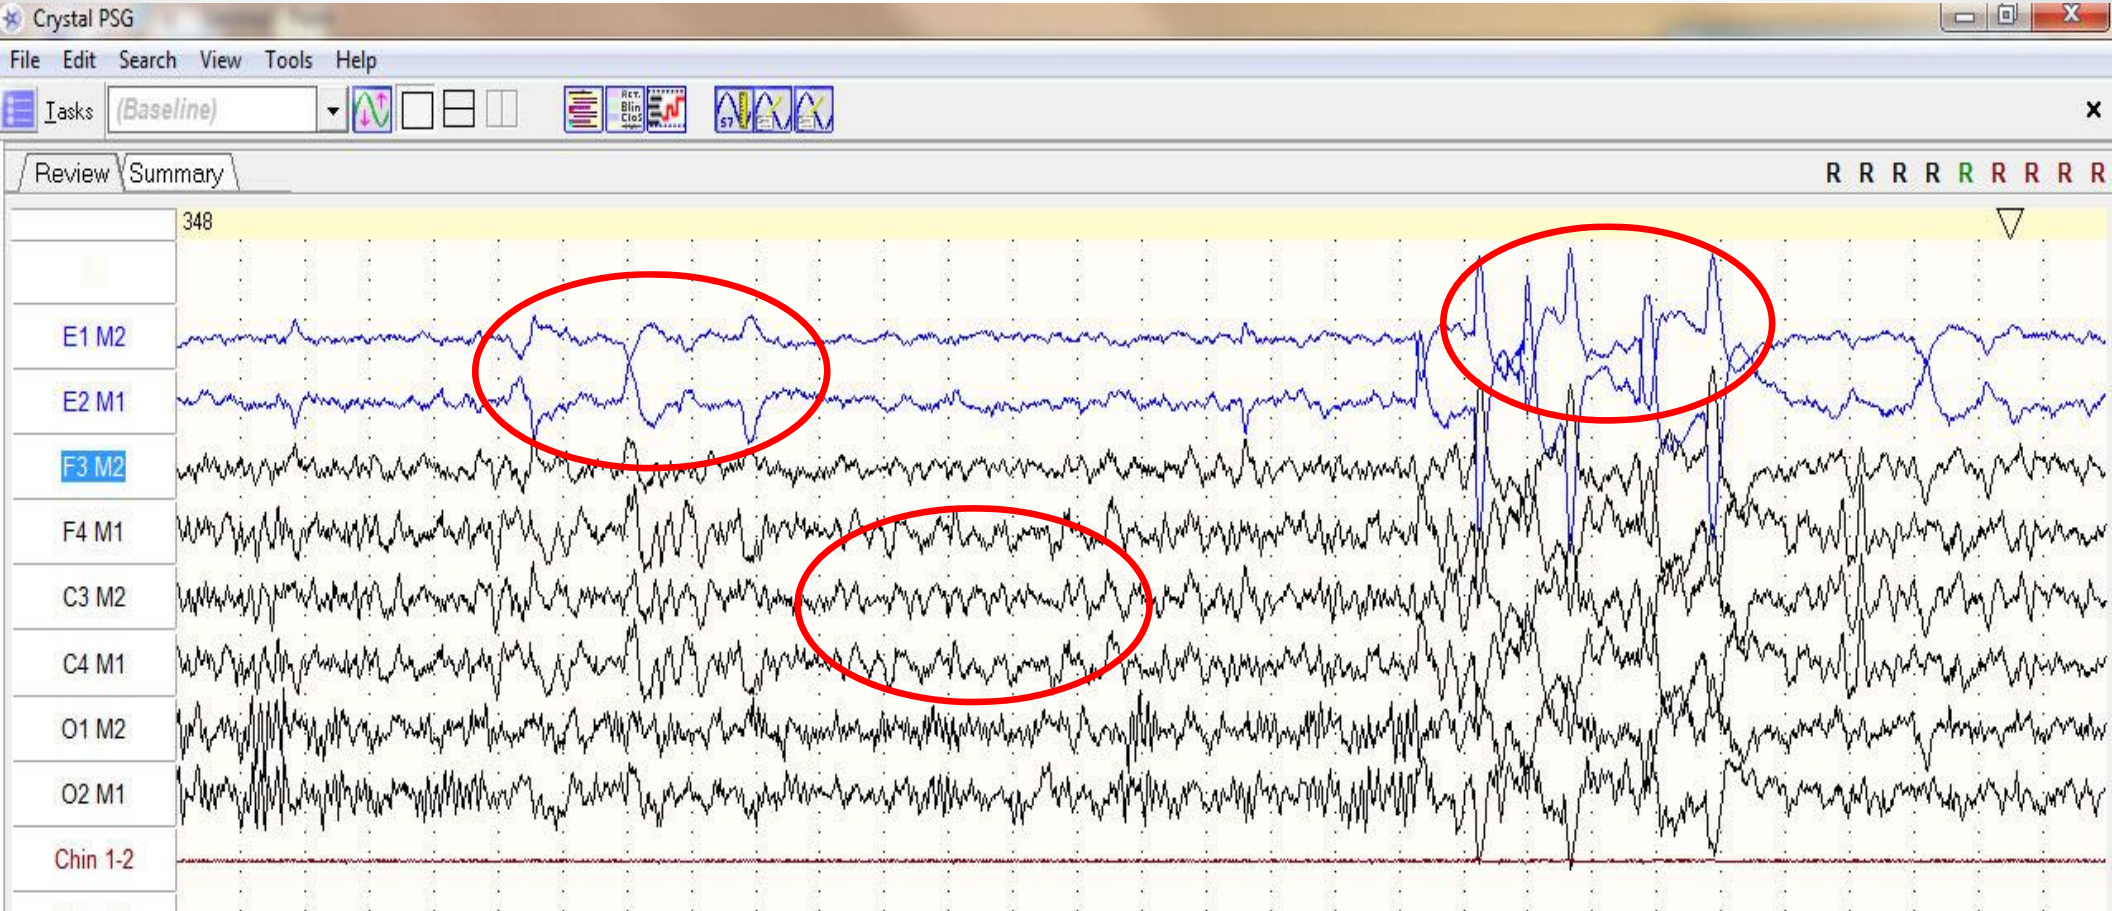 Crystal PSG
File Edit Search View Tools Help
Tasks (Baseline)
Review Summary R R R R R R R R R
348
E1 M2
E2 M1
F3 M2
F4 M1
C3 M2
C4 M1
O1 M2
O2 M1
Chin 1-2